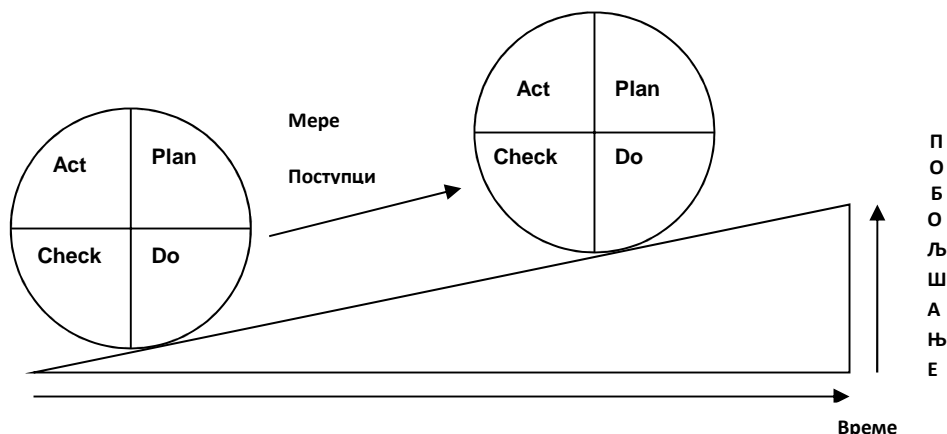 Act Plan
Check Do
Мере
Поступци
Act Plan
Check Do
П
О
Б
О
Љ
Ш
А
Њ
Е
Време